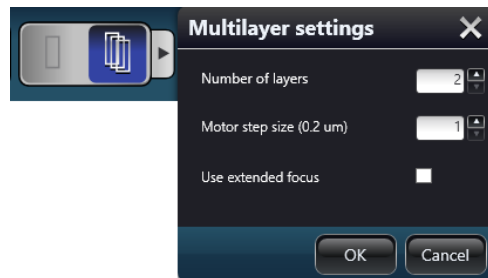 Multilayer settings
Number of layers 2
Motor step size (0.2 um) 1
Use extended focus
OK Cancel